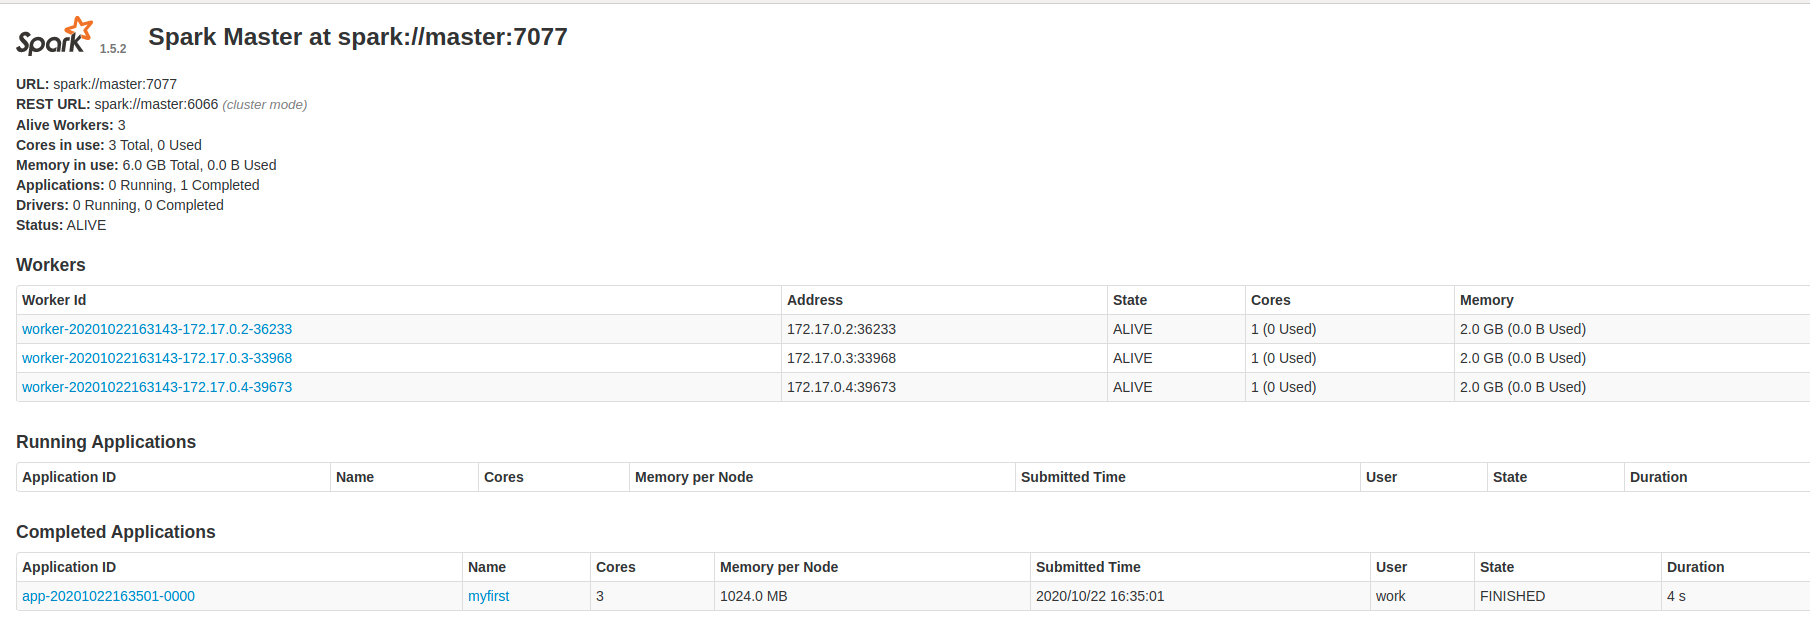 Spark 1.5.2 Spark Master at spark://master:7077
URL: spark://master:7077
REST URL: spark://master:6066 (cluster mode)
Alive Workers: 3
Cores in use: 3 Total, 0 Used
Memory in use: 6.0 GB Total, 0.0 B Used
Applications: 0 Running, 1 Completed
Drivers: 0 Running, 0 Completed
Status: ALIVE
Workers
Worker Id Address State Cores Memory
worker-20201022163143-172.17.0.2-36233 172.17.0.2:36233 ALIVE 1 (0 Used) 2.0 GB (0.0 B Used)
worker-20201022163143-172.17.0.3-33968 172.17.0.3:33968 ALIVE 1 (0 Used) 2.0 GB (0.0 B Used)
worker-20201022163143-172.17.0.4-39673 172.17.0.4:39673 ALIVE 1 (0 Used) 2.0 GB (0.0 B Used)
Running Applications
Application ID Name Cores Memory per Node Submitted Time User State Duration
Completed Applications
Application ID Name Cores Memory per Node Submitted Time User State Duration
app-20201022163501-0000 myfirst 3 1024.0 MB 2020/10/22 16:35:01 work FINISHED 4 s